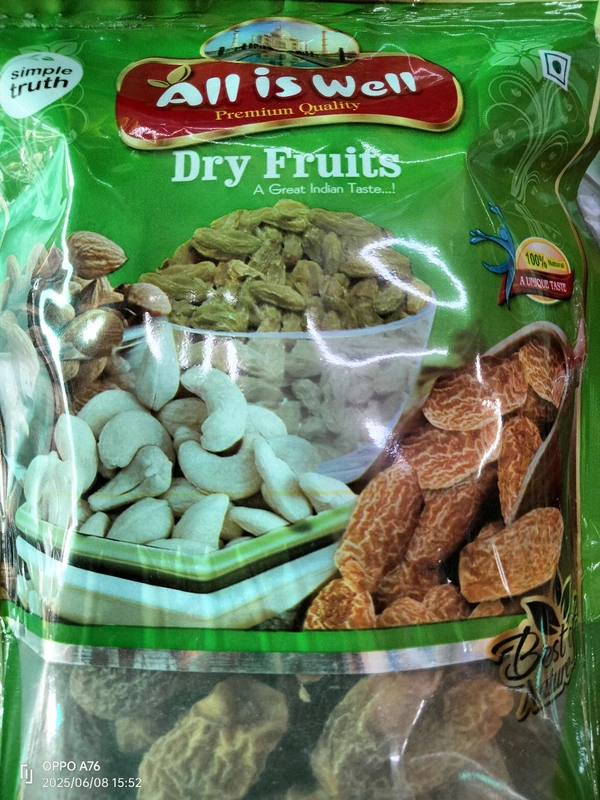 simple
truth
All is Well
Premium Quality
Dry Fruits
A Great Indian Taste...!
100% Natural
A UNIQUE TASTE
Best
Nature
OPPO A76
2025/06/08 15:52